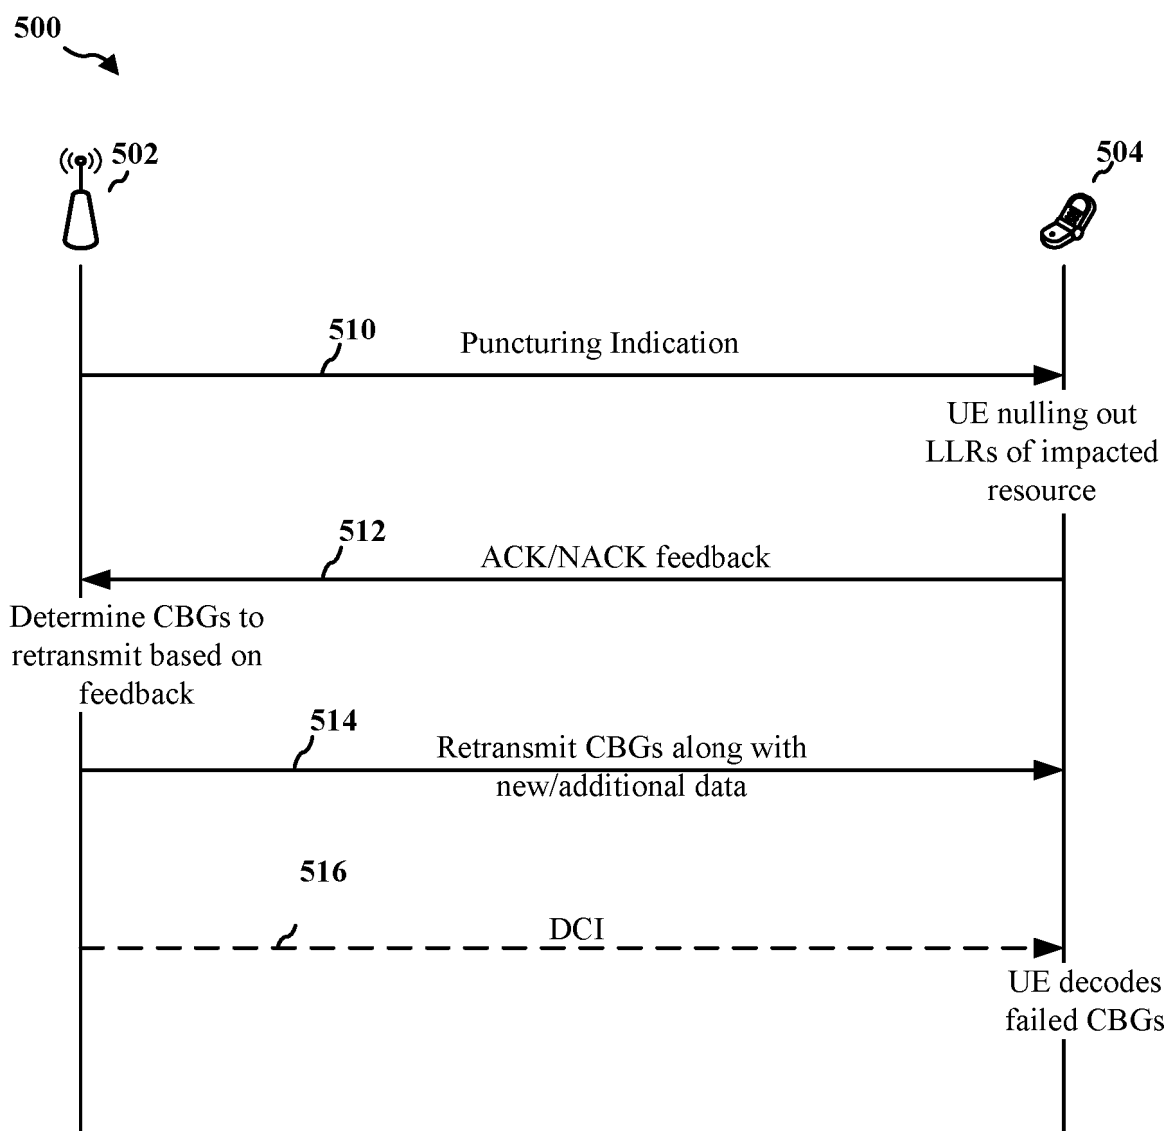 500
502
504
510
Puncturing Indication
UE nulling out
LLRs of impacted
resource
512
ACK/NACK feedback
Determine CBGs to
retransmit based on
feedback
514
Retransmit CBGs along with
new/additional data
516
DCI
UE decodes
failed CBGs